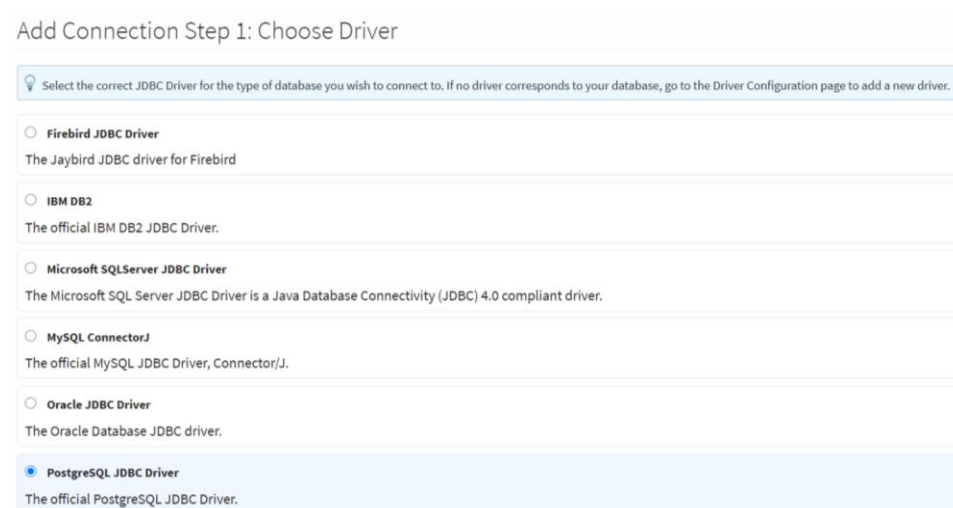 Add Connection Step 1: Choose Driver
Select the correct JDBC Driver for the type of database you wish to connect to. If no driver corresponds to your database, go to the Driver Configuration page to add a new driver.
Firebird JDBC Driver
The Jaybird JDBC driver for Firebird
IBM DB2
The official IBM DB2 JDBC Driver.
Microsoft SQLServer JDBC Driver
The Microsoft SQL Server JDBC Driver is a Java Database Connectivity (JDBC) 4.0 compliant driver.
MySQL ConnectorJ
The official MySQL JDBC Driver, Connector/J.
Oracle JDBC Driver
The Oracle Database JDBC driver.
PostgreSQL JDBC Driver
The official PostgreSQL JDBC Driver.